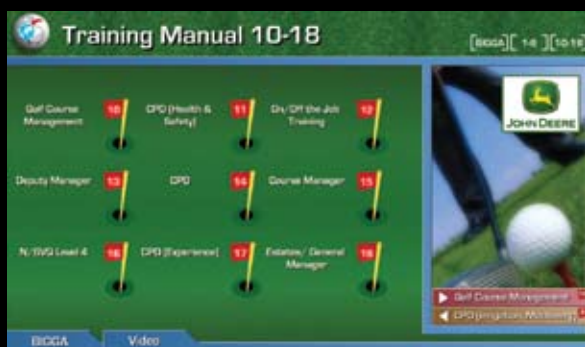 Training Manual 10-18
[BIGGA][ 1-9 ][10-18]
Golf Course
Management
10
CPD (Health &
Safety)
11
On/Off the Job
Training
12
Deputy Manager
13
CPD
14
Course Manager
15
N/SVQ Level 4
16
CPD (Experience)
17
Estates/ General
Manager
18
JOHN DEERE
Golf Course Management
CPD (Irrigation
BIGGA
Video